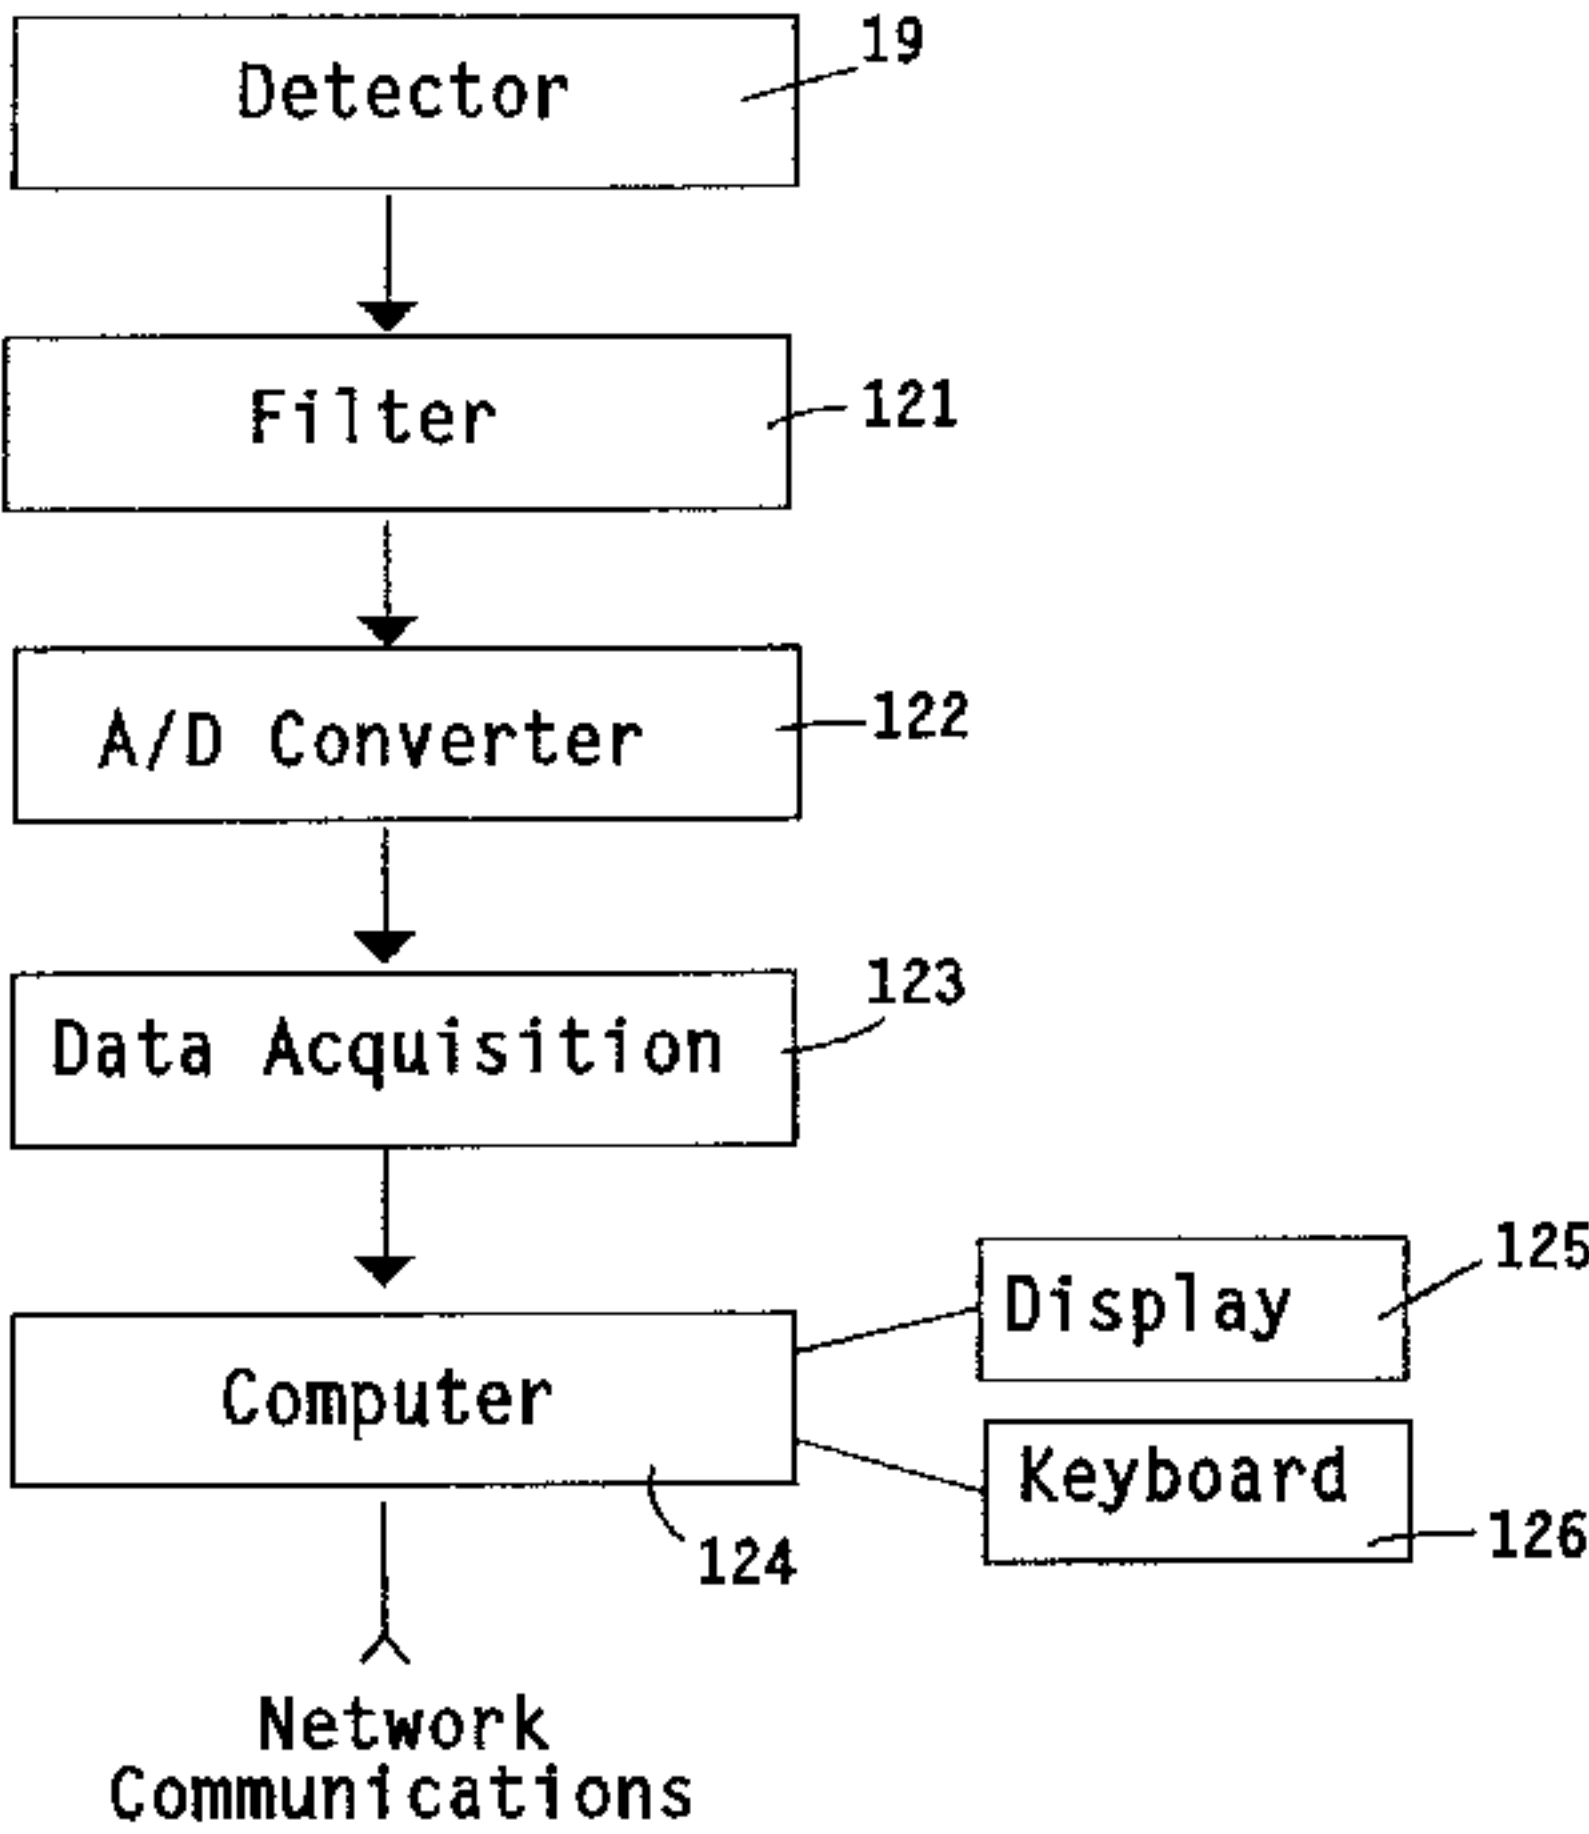 Detector
19
Filter
121
A/D Converter
122
Data Acquisition
123
Computer
124
Display
125
Keyboard
126
Network
Communications